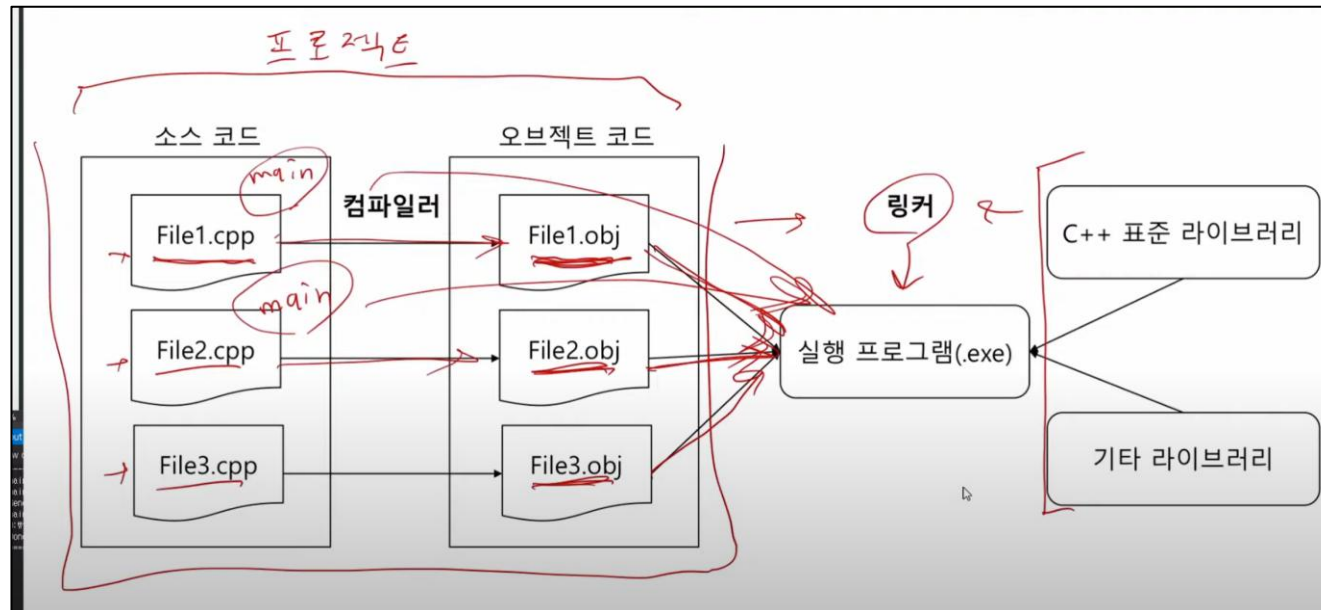 프로젝트
소스 코드
오브젝트 코드
main
컴파일러
링커
File1.cpp
File1.obj
C++ 표준 라이브러리
main
File2.cpp
File2.obj
실행 프로그램(.exe)
File3.cpp
File3.obj
기타 라이브러리